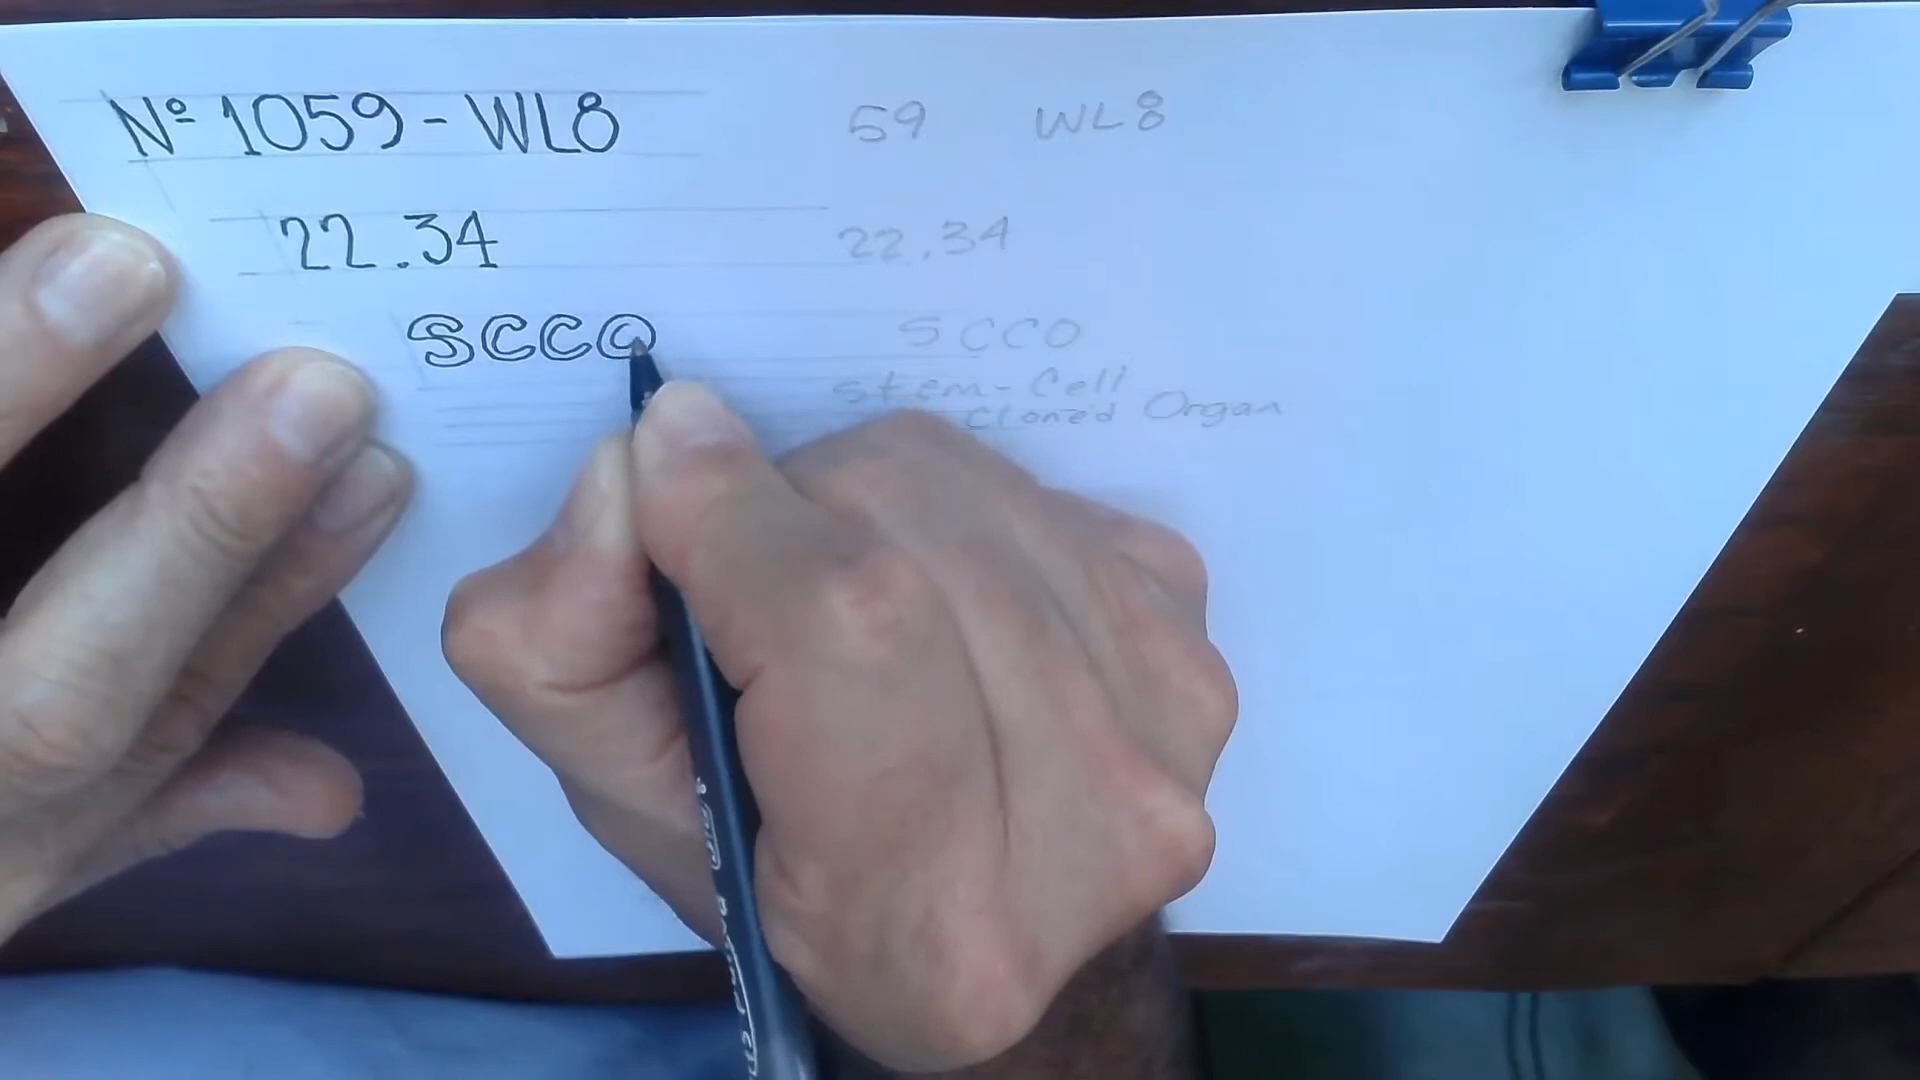 Nº 1059 - WL8 59 WL8
22.34 22.34
SCCO SCCO
Stem-Cell
Cloned Organ